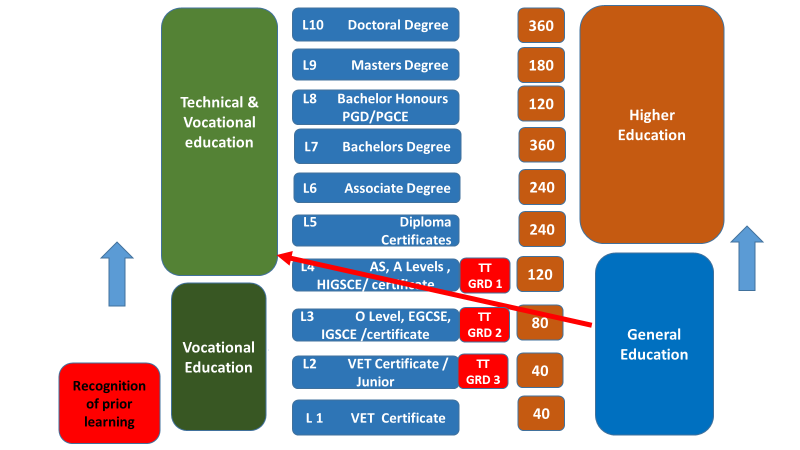 L10 Doctoral Degree 360
L9 Masters Degree 180
L8 Bachelor Honours
PGD/PGCE 120
L7 Bachelors Degree 360
L6 Associate Degree 240
L5 Diploma
Certificates 240
L4 AS, A Levels ,
HIGSCE/ certificate
TT
GRD 1
120
L3 O Level, EGCSE,
IGSCE /certificate
TT
GRD 2
80
L2 VET Certificate /
Junior
TT
GRD 3
40
L 1 VET Certificate 40
Technical &
Vocational
education
Vocational
Education
Recognition
of prior
learning
Higher
Education
General
Education